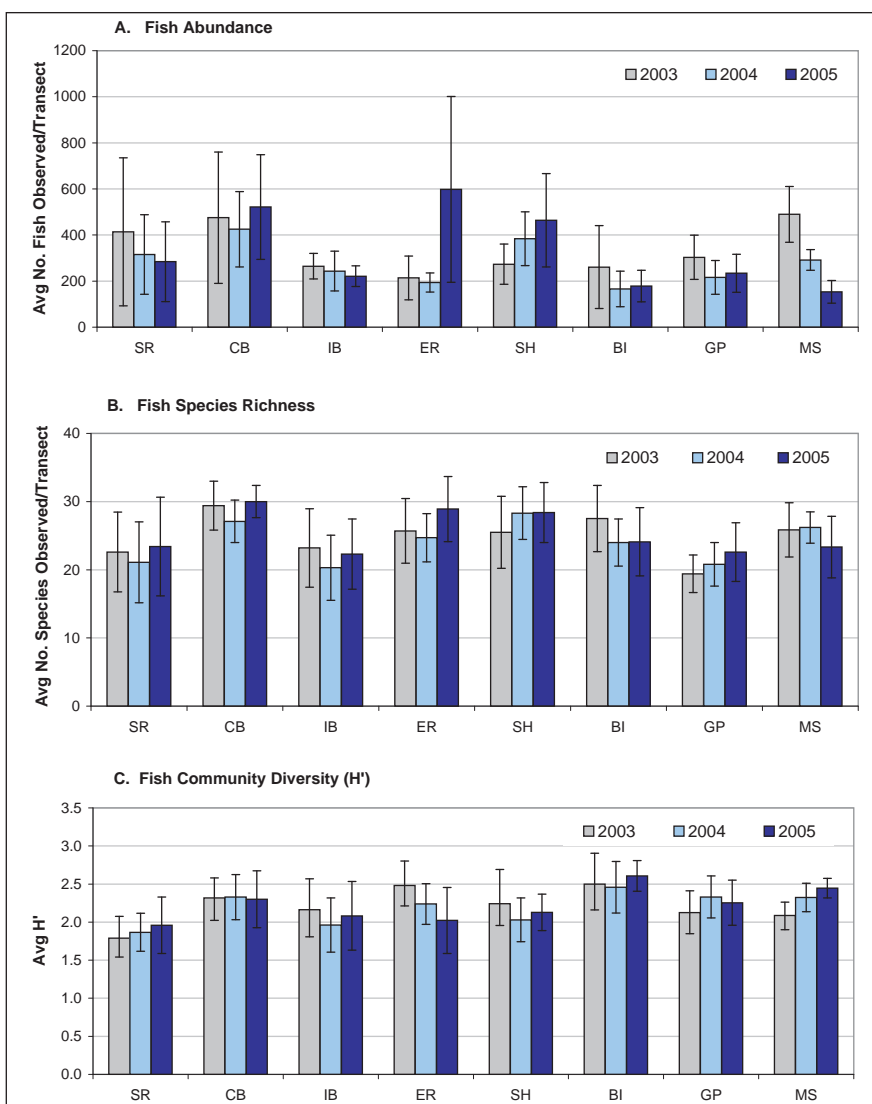 A. Fish Abundance
Avg No. Fish Observed/Transect
1200
1000
800
600
400
200
0
2003 2004 2005
SR CB IB ER SH BI GP MS
B. Fish Species Richness
Avg No. Species Observed/Transect
40
30
20
10
0
2003 2004 2005
SR CB IB ER SH BI GP MS
C. Fish Community Diversity (H')
Avg H'
3.5
3.0
2.5
2.0
1.5
1.0
0.5
0.0
2003 2004 2005
SR CB IB ER SH BI GP MS